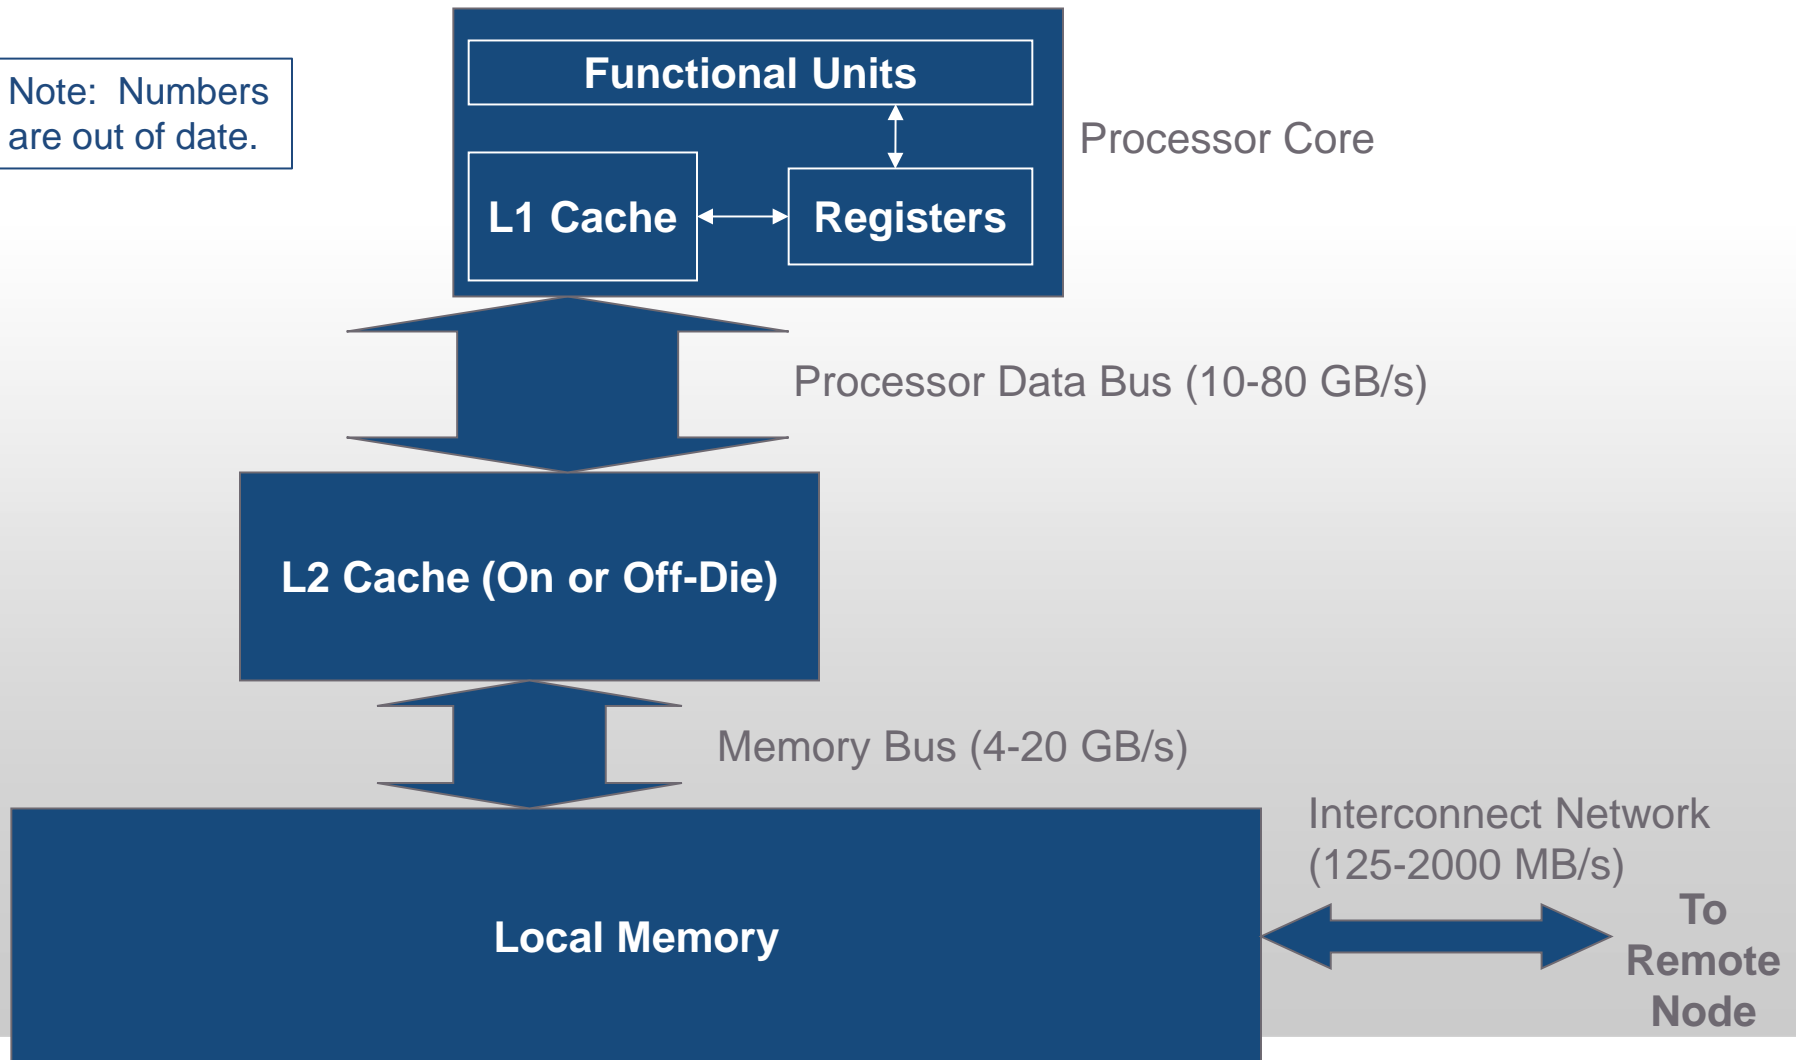 Note: Numbers
are out of date.
Functional Units
Processor Core
L1 Cache
Registers
Processor Data Bus (10-80 GB/s)
L2 Cache (On or Off-Die)
Memory Bus (4-20 GB/s)
Interconnect Network
(125-2000 MB/s)
To
Remote
Node
Local Memory